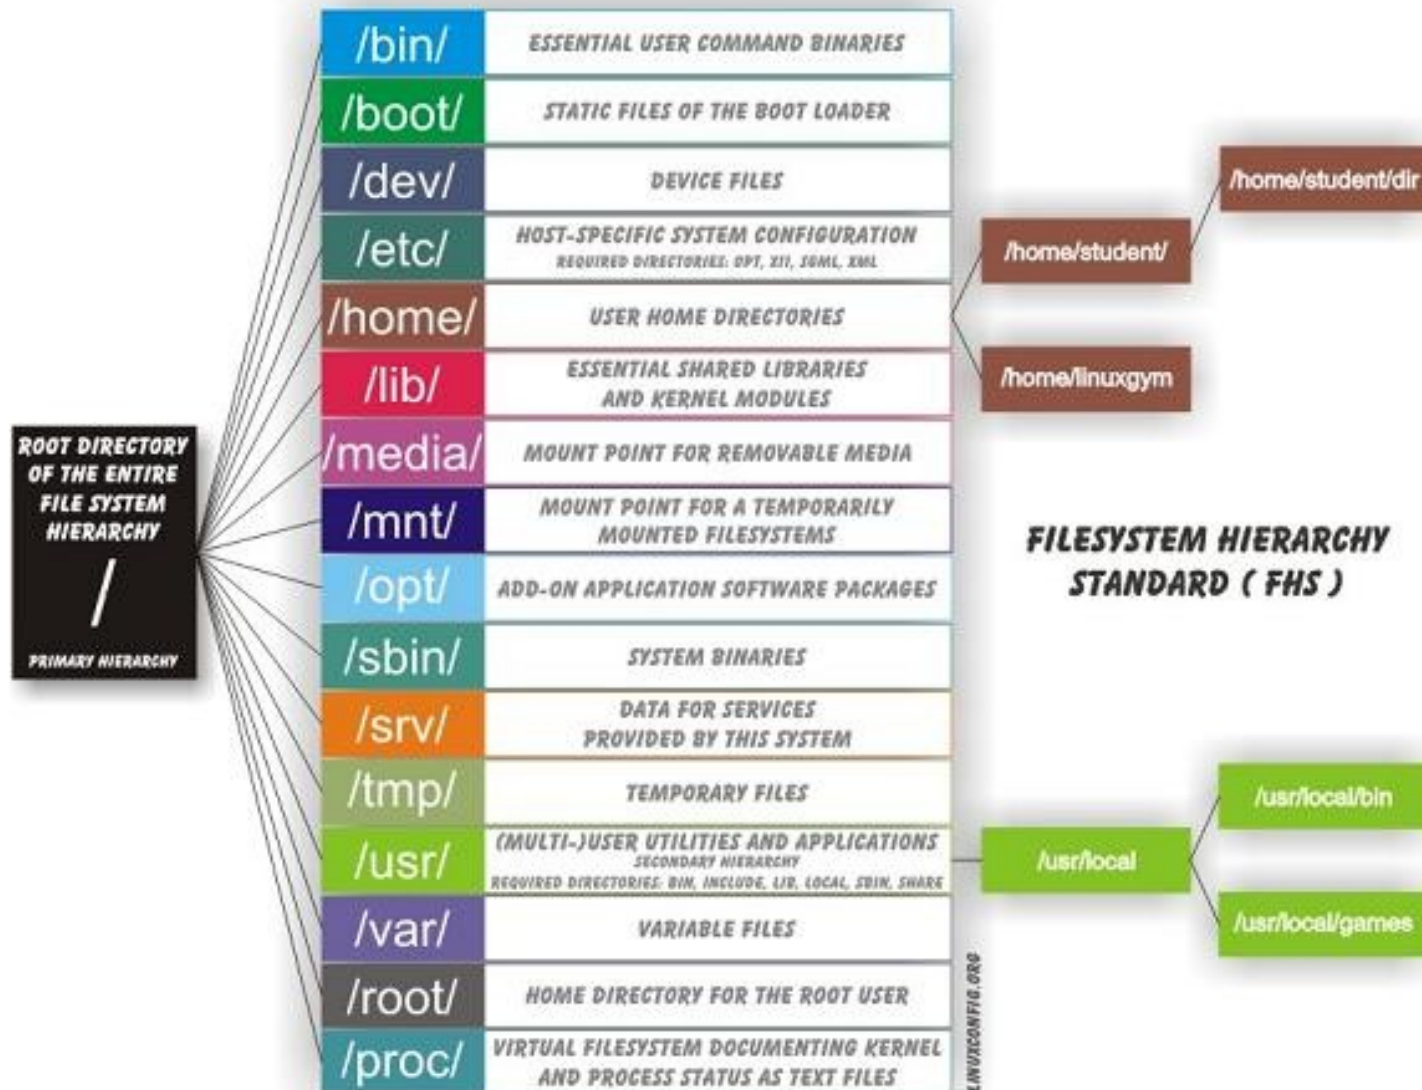 ROOT DIRECTORY
OF THE ENTIRE
FILE SYSTEM
HIERARCHY
/
PRIMARY HIERARCHY
/bin/
ESSENTIAL USER COMMAND BINARIES
/boot/
STATIC FILES OF THE BOOT LOADER
/dev/
DEVICE FILES
/etc/
HOST-SPECIFIC SYSTEM CONFIGURATION
REQUIRED DIRECTORIES: OPT, XII, SGML, XML
/home/
USER HOME DIRECTORIES
/home/student/
/home/student/dir
/home/linuxgym
/lib/
ESSENTIAL SHARED LIBRARIES
AND KERNEL MODULES
/media/
MOUNT POINT FOR REMOVABLE MEDIA
/mnt/
MOUNT POINT FOR A TEMPORARILY
MOUNTED FILESYSTEMS
/opt/
ADD-ON APPLICATION SOFTWARE PACKAGES
/sbin/
SYSTEM BINARIES
/srv/
DATA FOR SERVICES
PROVIDED BY THIS SYSTEM
/tmp/
TEMPORARY FILES
/usr/
(MULTI-)USER UTILITIES AND APPLICATIONS
SECONDARY HIERARCHY
REQUIRED DIRECTORIES: BIN, INCLUDE, LIB, LOCAL, SBIN, SHARE
/usr/local
/usr/local/bin
/usr/local/games
/var/
VARIABLE FILES
/root/
HOME DIRECTORY FOR THE ROOT USER
/proc/
VIRTUAL FILESYSTEM DOCUMENTING KERNEL
AND PROCESS STATUS AS TEXT FILES
FILESYSTEM HIERARCHY
STANDARD ( FHS )
LINUXCONFIG.ORG